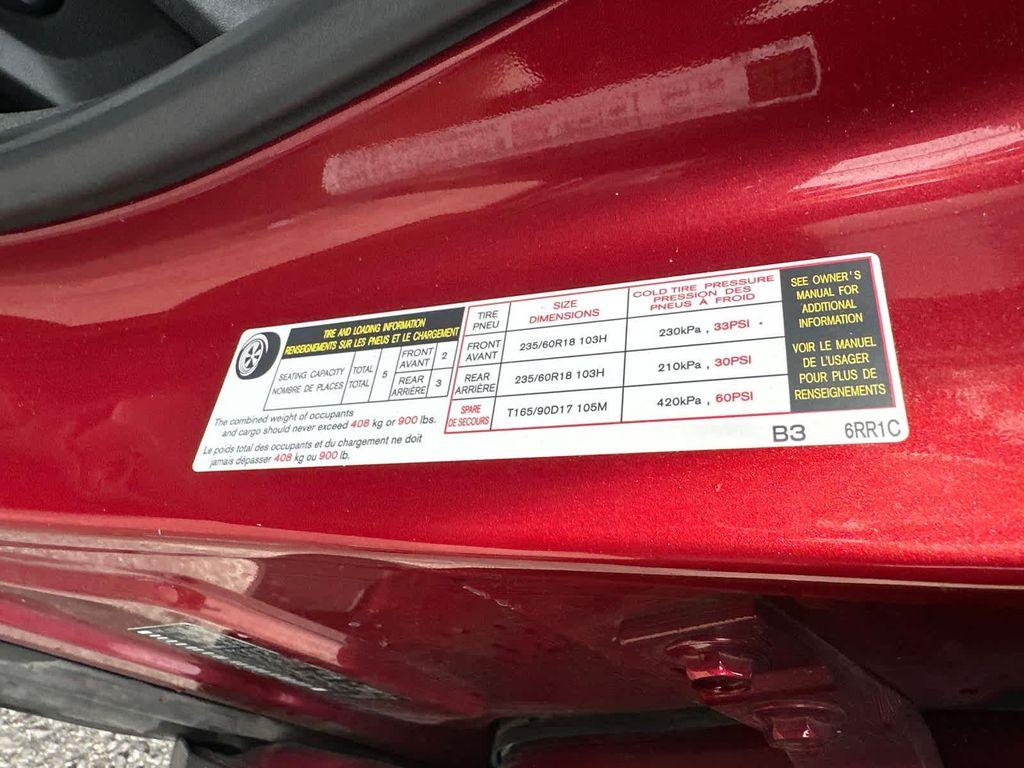 TIRE AND LOADING INFORMATION
RENSEIGNEMENTS SUR LES PNEUS ET LE CHARGEMENT
SEATING CAPACITY
NOMBRE DE PLACES
TOTAL
TOTAL
5
FRONT
AVANT
2
REAR
ARRIÈRE
3
The combined weight of occupants
and cargo should never exceed 408 kg or 900 lbs.
Le poids total des occupants et du chargement ne doit
jamais dépasser 408 kg ou 900 lb.
TIRE
PNEU
SIZE
DIMENSIONS
COLD TIRE PRESSURE
PRESSION DES
PNEUS À FROID
FRONT
AVANT
235/60R18 103H
230kPa , 33PSI
REAR
ARRIÈRE
235/60R18 103H
210kPa , 30PSI
SPARE
DE SECOURS
T165/90D17 105M
420kPa , 60PSI
SEE OWNER'S
MANUAL FOR
ADDITIONAL
INFORMATION
VOIR LE MANUEL
DE L'USAGER
POUR PLUS DE
RENSEIGNEMENTS
B3 6RR1C